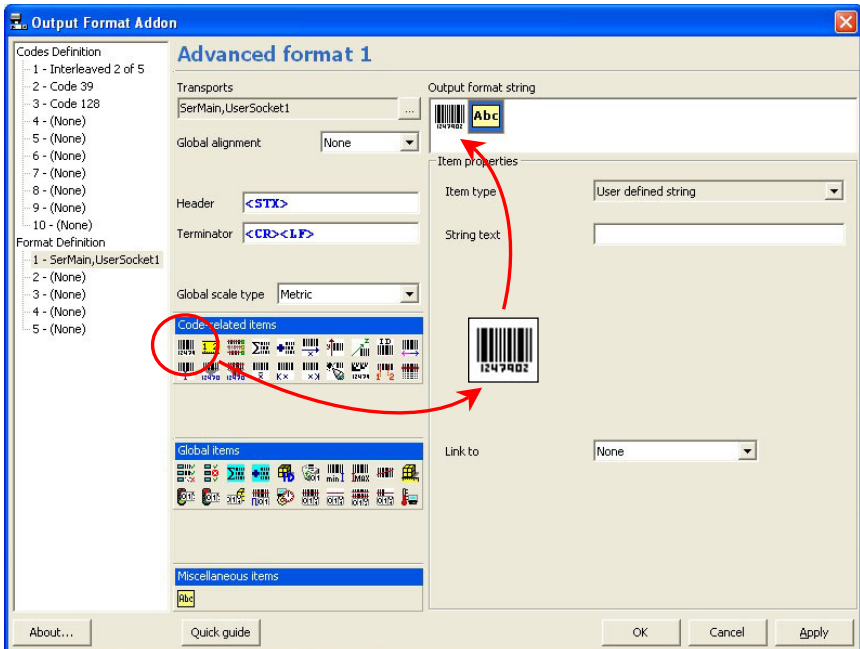 Output Format Addon
Codes Definition
1 - Interleaved 2 of 5
2 - Code 39
3 - Code 128
4 - (None)
5 - (None)
6 - (None)
7 - (None)
8 - (None)
9 - (None)
10 - (None)
Format Definition
1 - SerMain,UserSocket1
2 - (None)
3 - (None)
4 - (None)
5 - (None)
Advanced format 1
Transports
SerMain,UserSocket1
...
Global alignment
None
Header
<STX>
Terminator
<CR><LF>
Global scale type
Metric
Code-related items
Global items
Miscellaneous items
Abc
Output format string
1247902
Abc
Item properties
Item type
User defined string
String text
1247902
Link to
None
About...
Quick guide
OK
Cancel
Apply